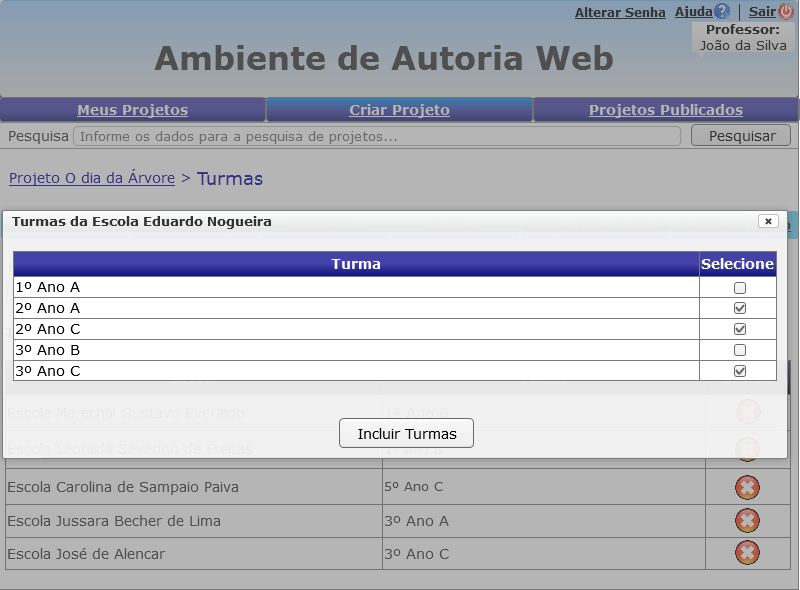 Alterar Senha Ajuda ? | Sair
Professor:
João da Silva
Ambiente de Autoria Web
Meus Projetos Criar Projeto Projetos Publicados
Pesquisa Informe os dados para a pesquisa de projetos... Pesquisar
Projeto O dia da Árvore > Turmas
Turmas da Escola Eduardo Nogueira
Turma Selecione
1º Ano A
2º Ano A
2º Ano C
3º Ano B
3º Ano C
Escola Marechal Gustavo Everaldo 1º Ano B
Incluir Turmas
Escola Leonilda Severino de Freitas
Escola Carolina de Sampaio Paiva 5º Ano C
Escola Jussara Becher de Lima 3º Ano A
Escola José de Alencar 3º Ano C